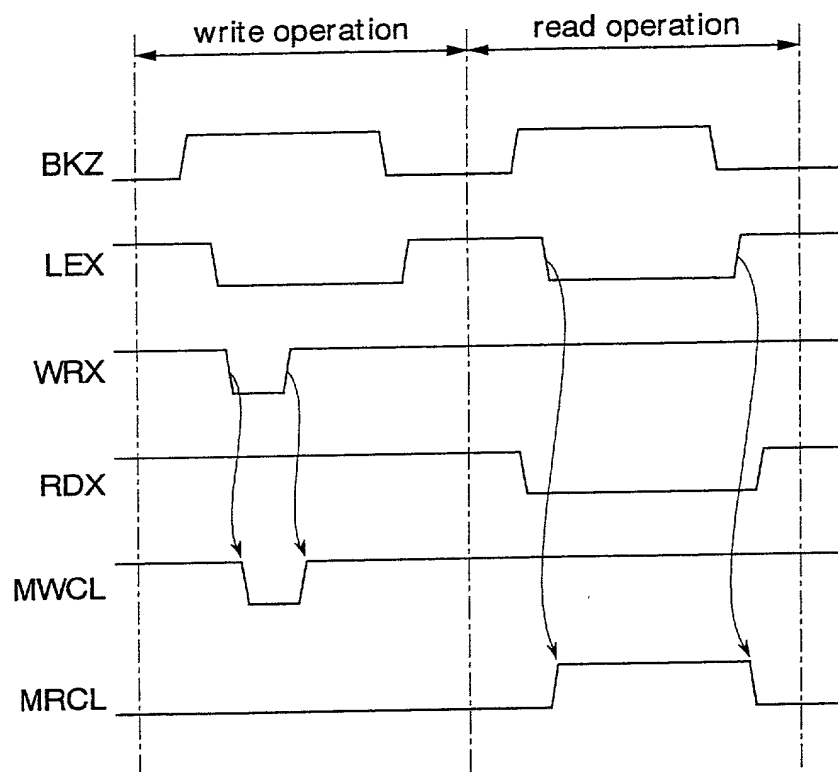 write operation
read operation
BKZ
LEX
WRX
RDX
MWCL
MRCL